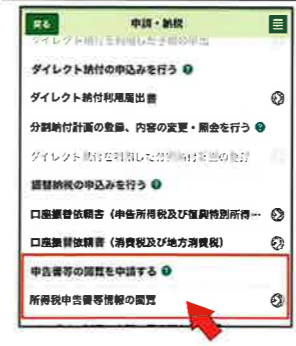 戻る
申請・納税
ダイレクト納付の申込みを行う
ダイレクト納付利用届出書
分割納付計画の登録、内容の変更・照会を行う
振替納税の申込みを行う
口座振替依頼書（申告所得税及び復興特別所得…
口座振替依頼書（消費税及び地方消費税）
申告書等の閲覧を申請する
所得税申告書等情報の閲覧